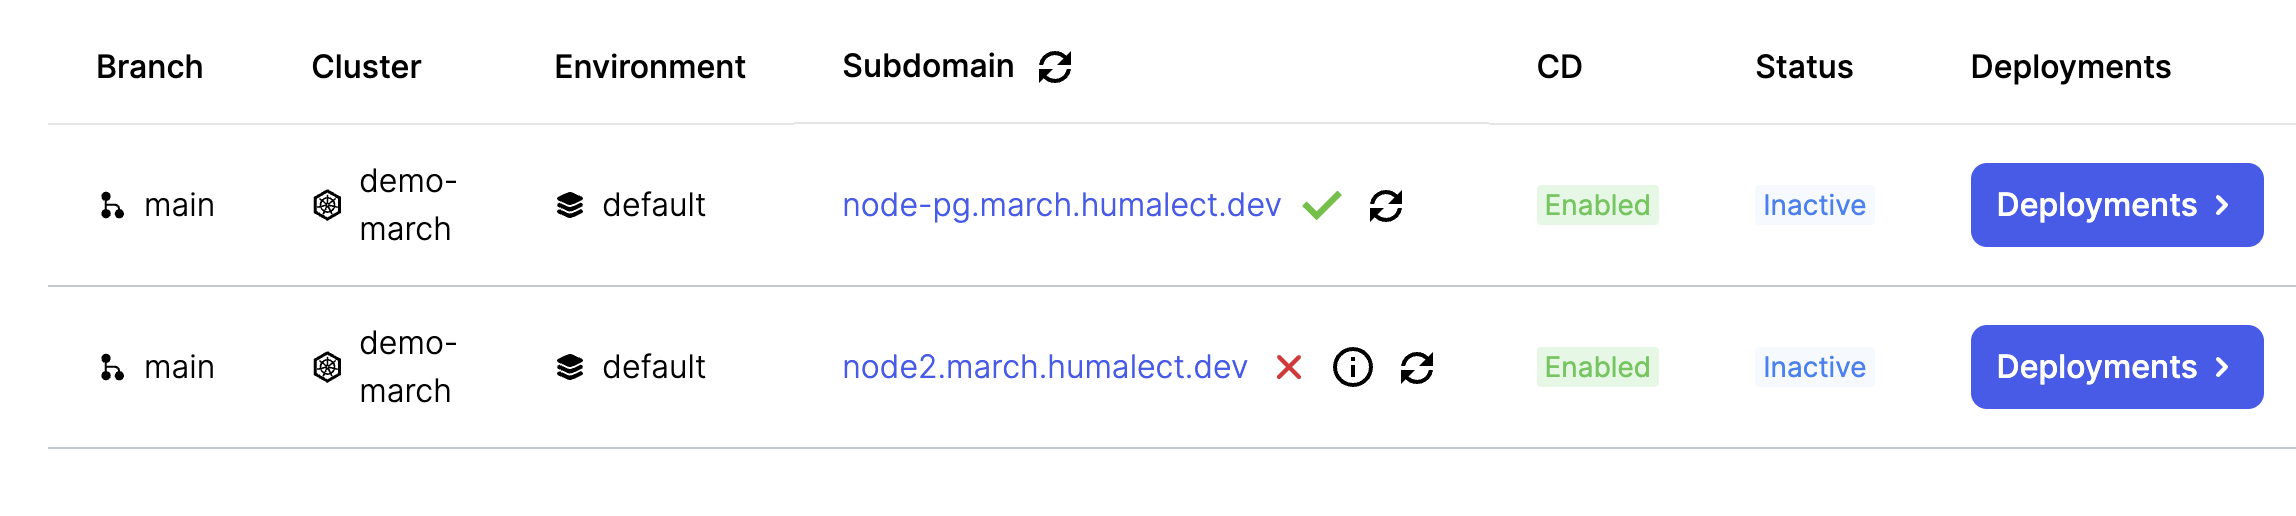 Branch Cluster Environment Subdomain CD Status Deployments
main demo-march default node-pg.march.humalect.dev Enabled Inactive Deployments
main demo-march default node2.march.humalect.dev Enabled Inactive Deployments